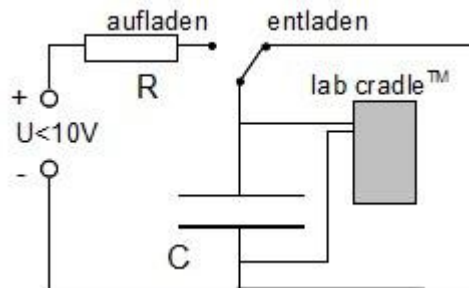 aufladen entladen
R
lab cradle™
+
U<10V
-
C